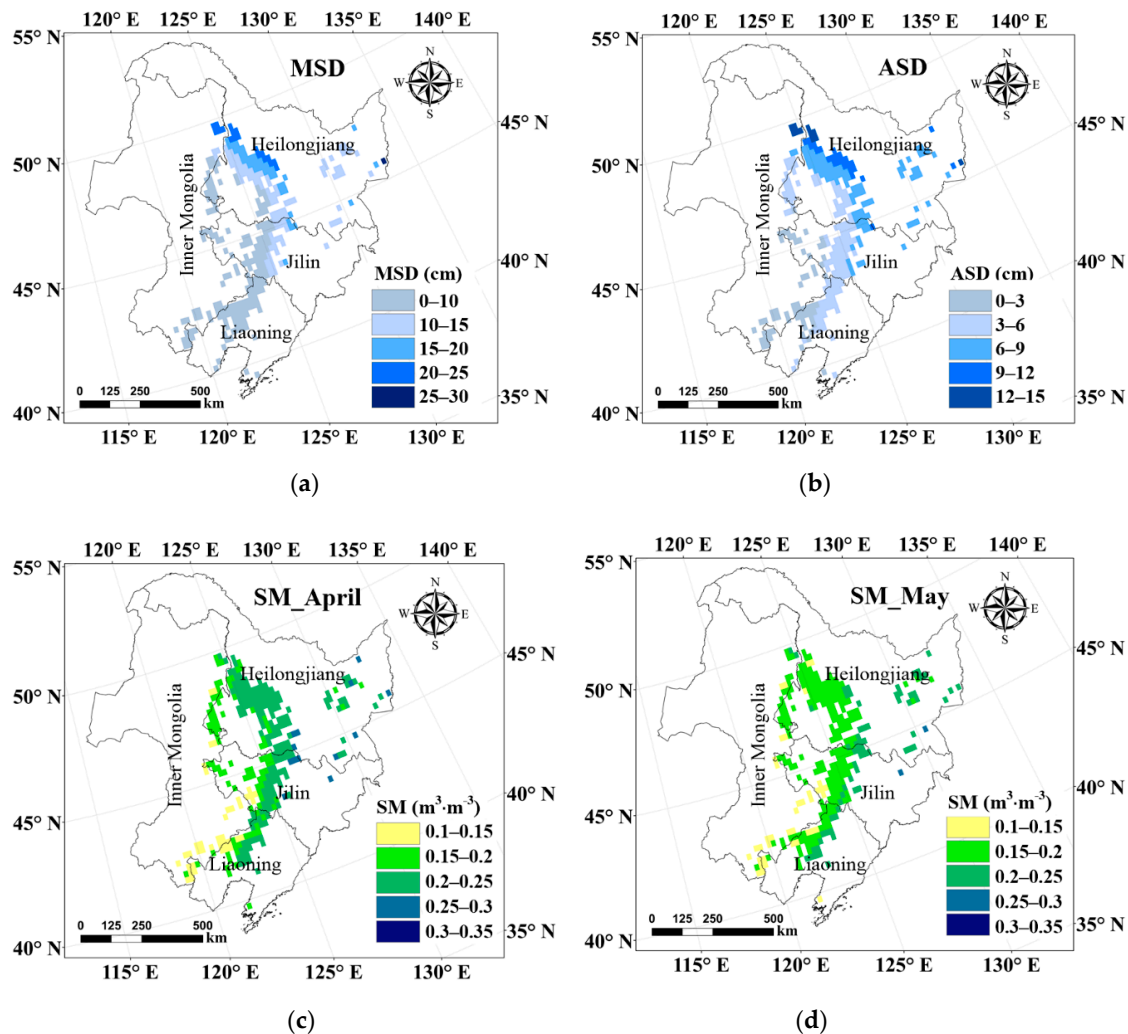 120° E 125° E 130° E 135° E
120° E 125° E 130° E 135° E
55° N
50° N
45° N
40° N
MSD
N
W E
S
Heilongjiang
Inner Mongolia
Jilin
Liaoning
45° N
40° N
35° N
MSD (cm)
0–10
10–15
15–20
20–25
25–30
0 125 250 500
km
115° E 120° E 125° E 130° E
(a)
55° N
50° N
45° N
40° N
ASD
N
W E
S
Heilongjiang
Inner Mongolia
Jilin
Liaoning
45° N
40° N
35° N
ASD (cm)
0–3
3–6
6–9
9–12
12–15
0 125 250 500
km
115° E 120° E 125° E 130° E
(b)
120° E 125° E 130° E 135° E
120° E 125° E 130° E 135° E
55° N
50° N
45° N
40° N
SM_April
N
W E
S
Heilongjiang
Inner Mongolia
Jilin
Liaoning
45° N
40° N
35° N
SM (m³·m⁻³)
0.1–0.15
0.15–0.2
0.2–0.25
0.25–0.3
0.3–0.35
0 125 250 500
km
115° E 120° E 125° E 130° E
(c)
55° N
50° N
45° N
40° N
SM_May
N
W E
S
Heilongjiang
Inner Mongolia
Jilin
Liaoning
45° N
40° N
35° N
SM (m³·m⁻³)
0.1–0.15
0.15–0.2
0.2–0.25
0.25–0.3
0.3–0.35
0 125 250 500
km
115° E 120° E 125° E 130° E
(d)